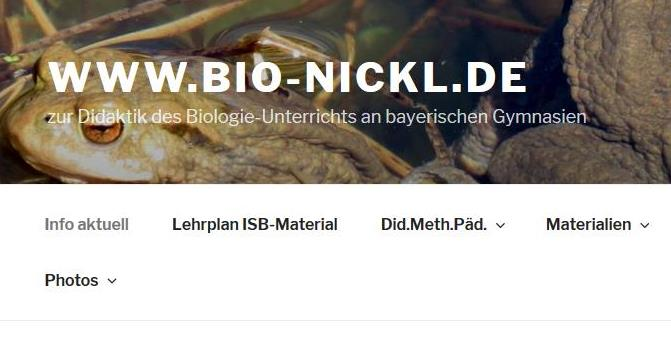 WWW.BIO-NICKL.DE
zur Didaktik des Biologie-Unterrichts an bayerischen Gymnasien
Info aktuell Lehrplan ISB-Material Did.Meth.Päd. Materialien
Photos